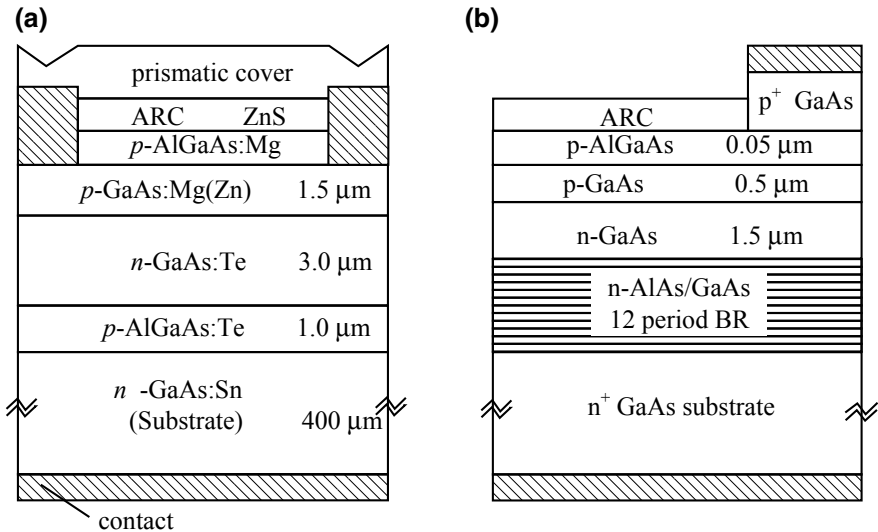 (a)
prismatic cover
ARC ZnS
p-AlGaAs:Mg
p-GaAs:Mg(Zn) 1.5 μm
n-GaAs:Te 3.0 μm
p-AlGaAs:Te 1.0 μm
n -GaAs:Sn
(Substrate) 400 μm
contact
(b)
p⁺ GaAs
ARC
p-AlGaAs 0.05 μm
p-GaAs 0.5 μm
n-GaAs 1.5 μm
n-AlAs/GaAs
12 period BR
n⁺ GaAs substrate